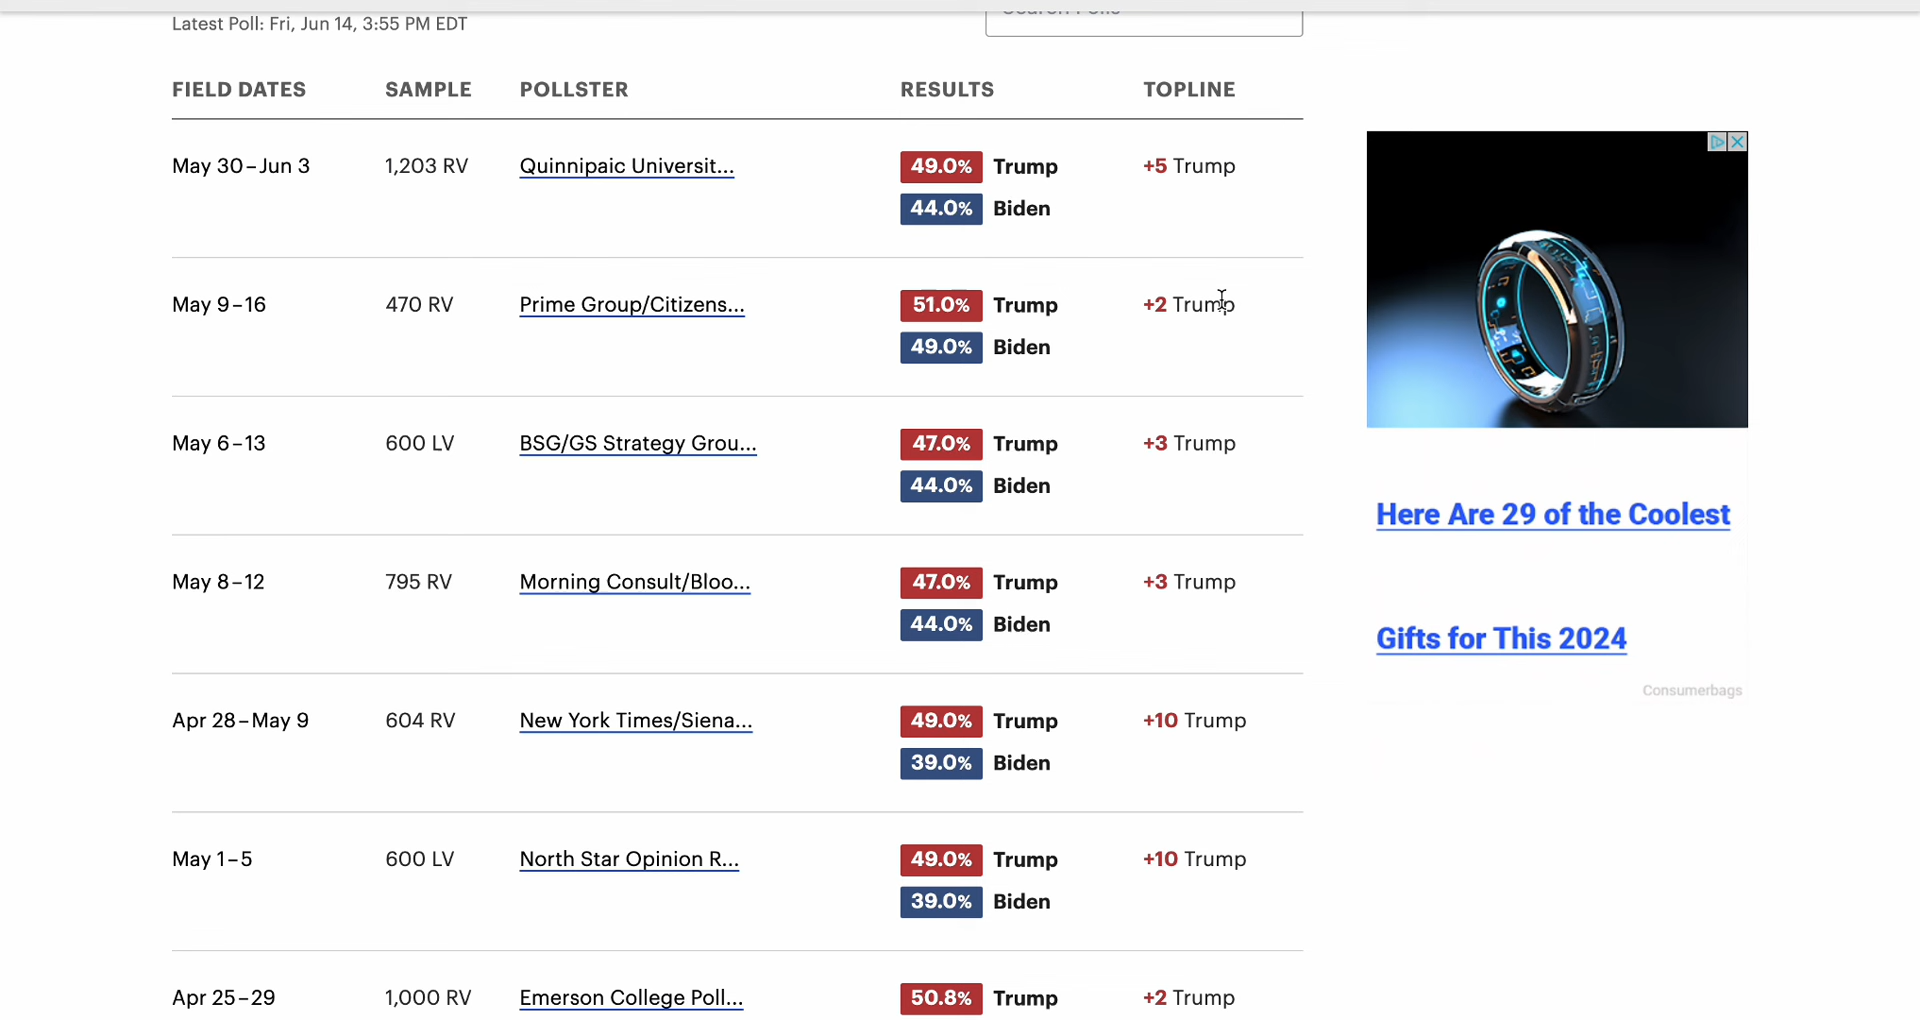 Latest Poll: Fri, Jun 14, 3:55 PM EDT
FIELD DATES SAMPLE POLLSTER RESULTS TOPLINE
May 30–Jun 3 1,203 RV Quinnipaic Universit... 49.0% Trump +5 Trump
44.0% Biden
May 9–16 470 RV Prime Group/Citizens... 51.0% Trump +2 Trump
49.0% Biden
May 6–13 600 LV BSG/GS Strategy Grou... 47.0% Trump +3 Trump
44.0% Biden
May 8–12 795 RV Morning Consult/Bloo... 47.0% Trump +3 Trump
44.0% Biden
Apr 28–May 9 604 RV New York Times/Siena... 49.0% Trump +10 Trump
39.0% Biden
May 1–5 600 LV North Star Opinion R... 49.0% Trump +10 Trump
39.0% Biden
Apr 25–29 1,000 RV Emerson College Poll... 50.8% Trump +2 Trump
Here Are 29 of the Coolest
Gifts for This 2024
Consumerbags